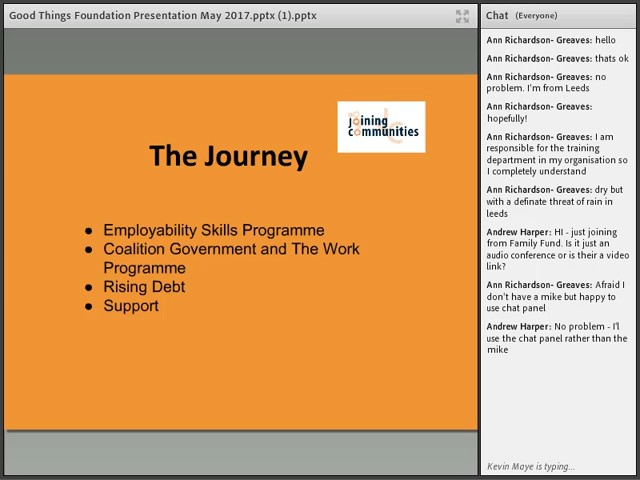 Good Things Foundation Presentation May 2017.pptx (1).pptx
joining
communities
The Journey
● Employability Skills Programme
● Coalition Government and The Work
Programme
● Rising Debt
● Support
Chat (Everyone)
Ann Richardson- Greaves: hello
Ann Richardson- Greaves: thats ok
Ann Richardson- Greaves: no
problem. I'm from Leeds
Ann Richardson- Greaves:
hopefully!
Ann Richardson- Greaves: I am
responsible for the training
department in my organisation so
I completely understand
Ann Richardson- Greaves: dry but
with a definate threat of rain in
leeds
Andrew Harper: HI - just joining
from Family Fund. Is it just an
audio conference or is their a video
link?
Ann Richardson- Greaves: Afraid I
don't have a mike but happy to
use chat panel
Andrew Harper: No problem - I'l
use the chat panel rather than the
mike
Kevin Maye is typing...